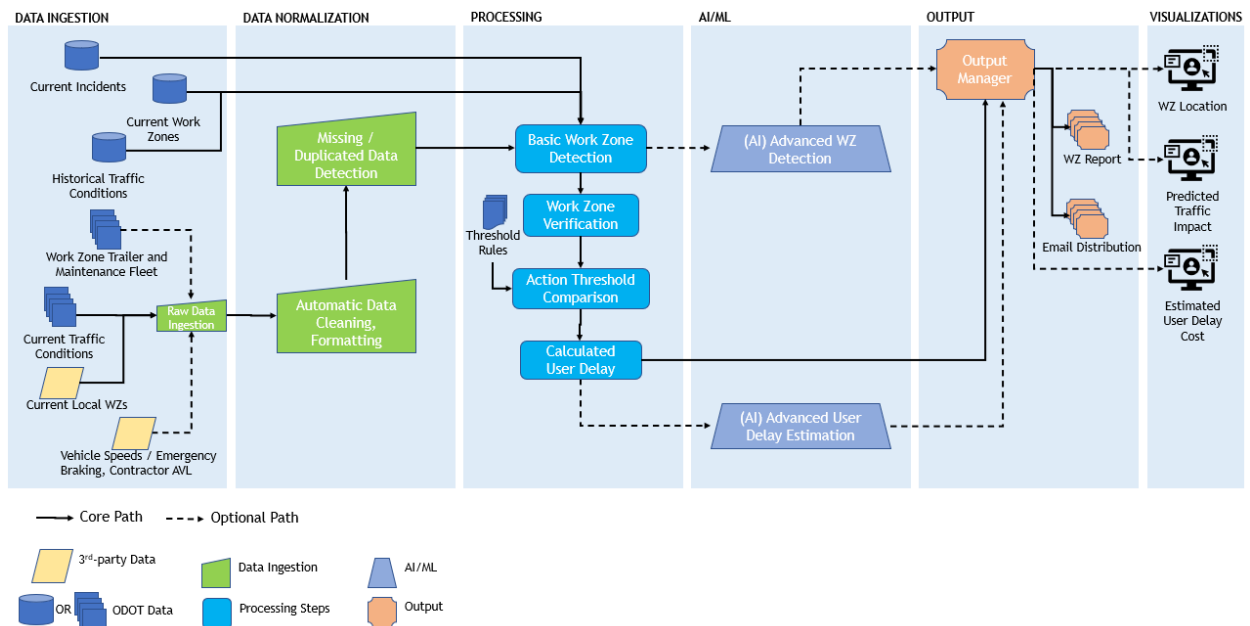 DATA INGESTION
DATA NORMALIZATION
PROCESSING
AI/ML
OUTPUT
VISUALIZATIONS
Current Incidents
Current Work
Zones
Historical Traffic
Conditions
Work Zone Trailer and
Maintenance Fleet
Current Traffic
Conditions
Current Local WZs
Vehicle Speeds / Emergency
Braking, Contractor AVL
Raw Data
Ingestion
Missing /
Duplicated Data
Detection
Automatic Data
Cleaning,
Formatting
Basic Work Zone
Detection
Work Zone
Verification
Threshold
Rules
Action Threshold
Comparison
Calculated
User Delay
(AI) Advanced WZ
Detection
(AI) Advanced User
Delay Estimation
Output
Manager
WZ Report
Email Distribution
WZ Location
Predicted
Traffic
Impact
Estimated
User Delay
Cost
Core Path
Optional Path
3rd-party Data
Data Ingestion
AI/ML
OR
ODOT Data
Processing Steps
Output